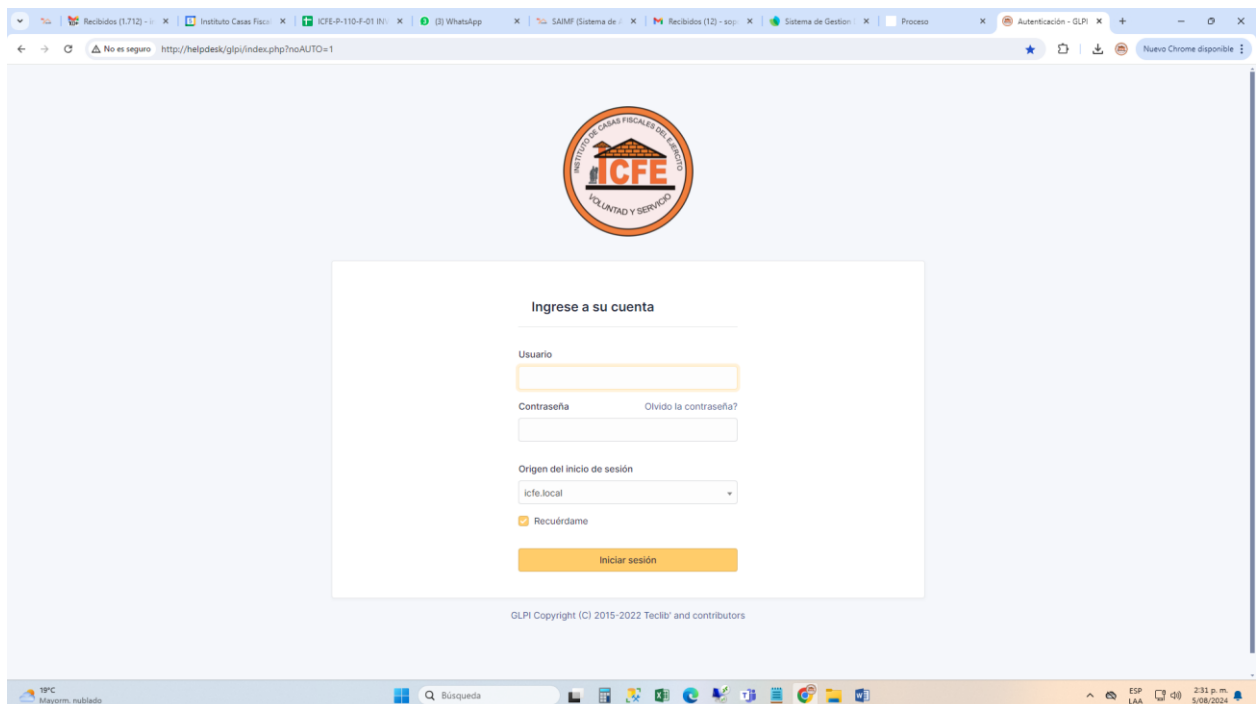 Recibidos (1.712) – i
Instituto Casas Fiscal
ICFE-P-110-F-01 INV
(3) WhatsApp
SAIMF (Sistema de A
Recibidos (12) - sop
Sistema de Gestion
Proceso
Autenticación - GLPI
No es seguro
http://helpdesk/glpi/index.php?noAUTO=1
Nuevo Chrome disponible
INSTITUTO DE CASAS FISCALES DEL EJERCITO
ICFE
VOLUNTAD Y SERVICIO
Ingrese a su cuenta
Usuario
Contraseña Olvido la contraseña?
Origen del inicio de sesión
icfe.local
Recuérdame
Iniciar sesión
GLPI Copyright (C) 2015-2022 Teclib' and contributors
19°C
Mayorm. nublado
Búsqueda
ESP
LAA
2:31 p. m.
5/08/2024